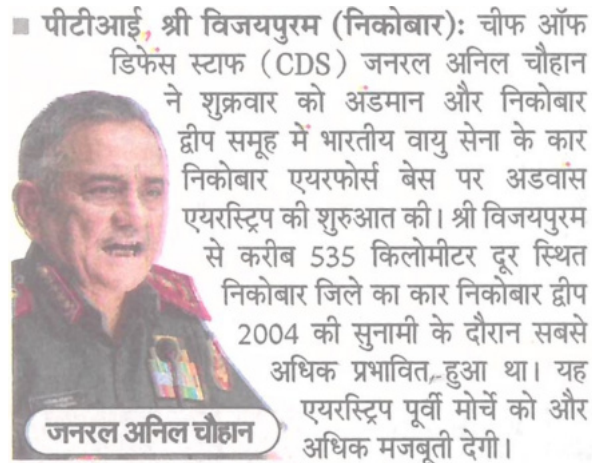 पीटीआई, श्री विजयपुरम (निकोबार): चीफ ऑफ
डिफेंस स्टाफ (CDS) जनरल अनिल चौहान
ने शुक्रवार को अंडमान और निकोबार
द्वीप समूह में भारतीय वायु सेना के कार
निकोबार एयरफोर्स बेस पर अडवांस
एयरस्ट्रिप की शुरुआत की। श्री विजयपुरम
से करीब 535 किलोमीटर दूर स्थित
निकोबार जिले का कार निकोबार द्वीप
2004 की सुनामी के दौरान सबसे
अधिक प्रभावित हुआ था। यह
एयरस्ट्रिप पूर्वी मोर्चे को और
अधिक मजबूती देगी।
जनरल अनिल चौहान